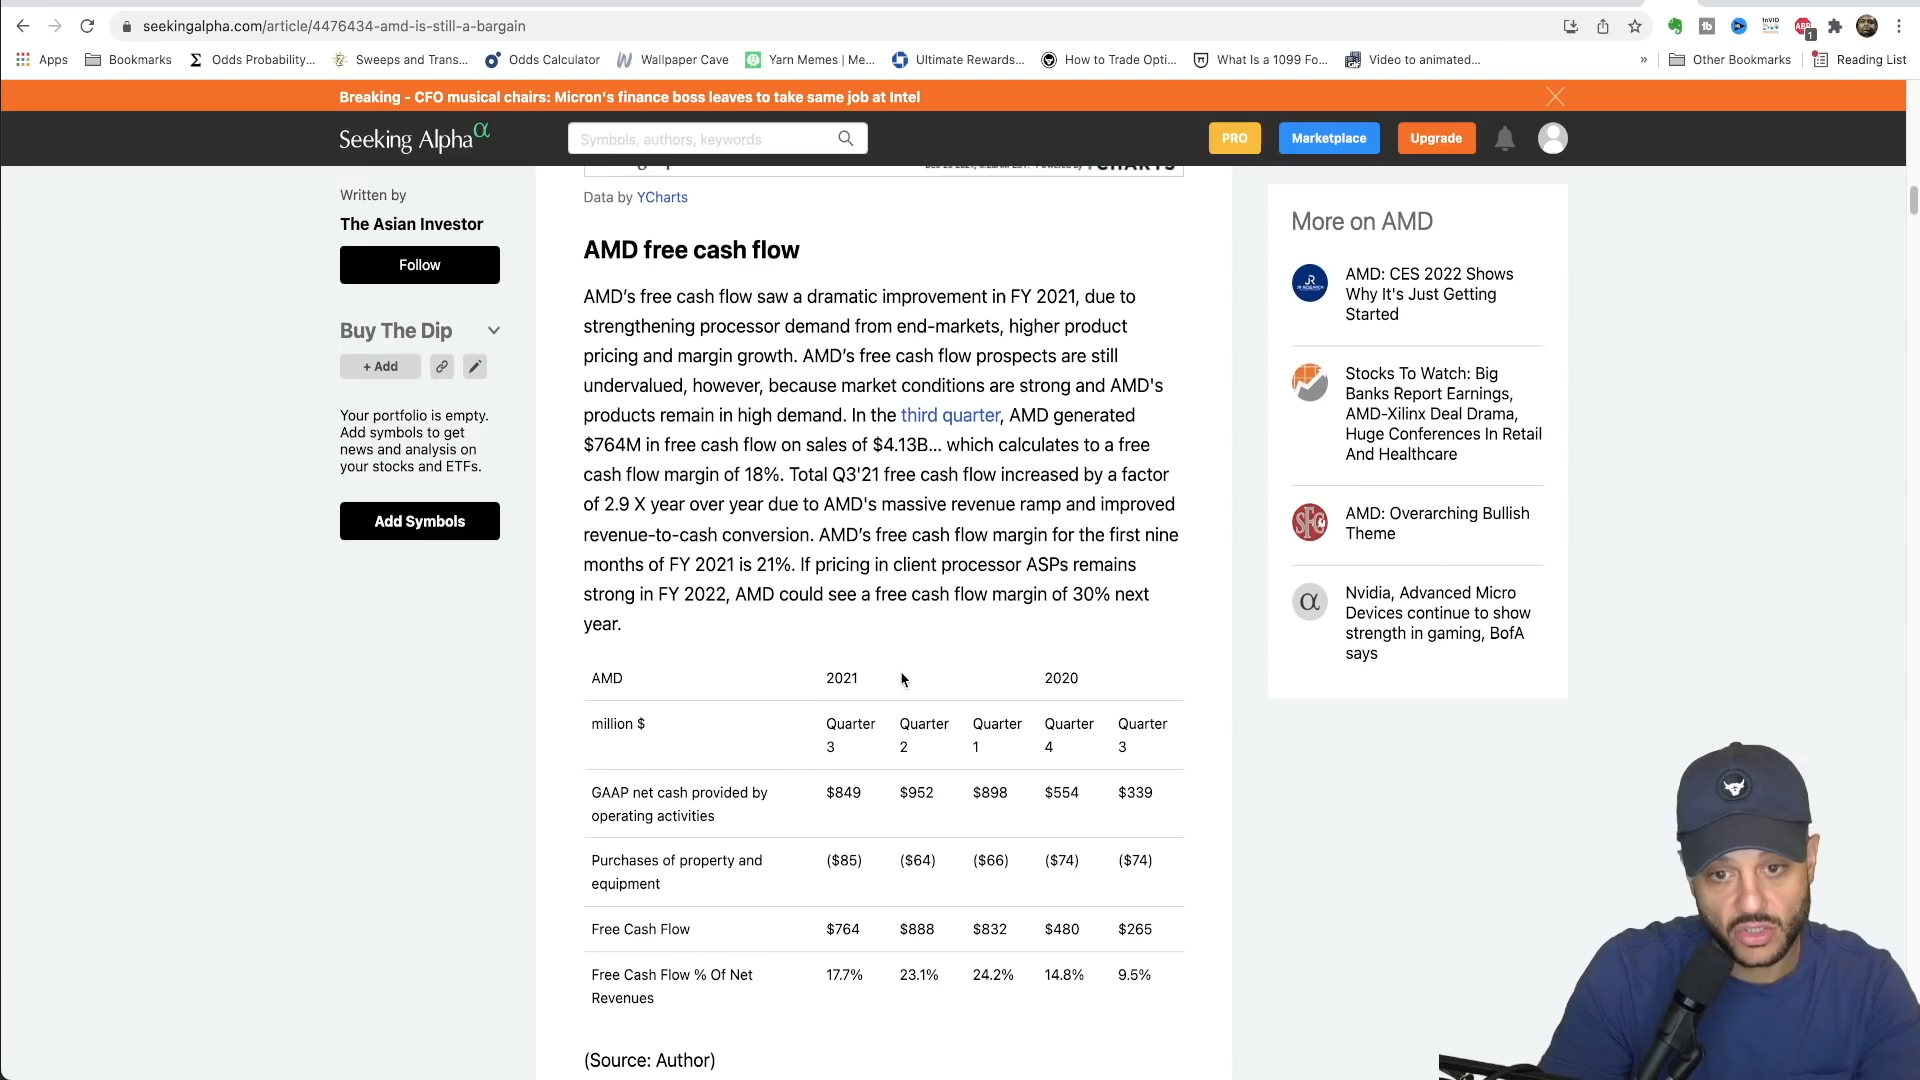 seekingalpha.com/article/4476434-amd-is-still-a-bargain
Apps
Bookmarks
Odds Probability...
Sweeps and Trans...
Odds Calculator
Wallpaper Cave
Yarn Memes | Me...
Ultimate Rewards...
How to Trade Opti...
What Is a 1099 Fo...
Video to animated...
»
Other Bookmarks
Reading List
Breaking - CFO musical chairs: Micron's finance boss leaves to take same job at Intel
Seeking Alpha α
Symbols, authors, keywords
PRO
Marketplace
Upgrade
Written by
The Asian Investor
Follow
Buy The Dip
+ Add
Your portfolio is empty.
Add symbols to get
news and analysis on
your stocks and ETFs.
Add Symbols
Data by YCharts
AMD free cash flow
AMD’s free cash flow saw a dramatic improvement in FY 2021, due to
strengthening processor demand from end-markets, higher product
pricing and margin growth. AMD’s free cash flow prospects are still
undervalued, however, because market conditions are strong and AMD's
products remain in high demand. In the third quarter, AMD generated
$764M in free cash flow on sales of $4.13B... which calculates to a free
cash flow margin of 18%. Total Q3'21 free cash flow increased by a factor
of 2.9 X year over year due to AMD's massive revenue ramp and improved
revenue-to-cash conversion. AMD’s free cash flow margin for the first nine
months of FY 2021 is 21%. If pricing in client processor ASPs remains
strong in FY 2022, AMD could see a free cash flow margin of 30% next
year.
AMD 2021 2020
million $ Quarter 3 Quarter 2 Quarter 1 Quarter 4 Quarter 3
GAAP net cash provided by operating activities $849 $952 $898 $554 $339
Purchases of property and equipment ($85) ($64) ($66) ($74) ($74)
Free Cash Flow $764 $888 $832 $480 $265
Free Cash Flow % Of Net Revenues 17.7% 23.1% 24.2% 14.8% 9.5%
(Source: Author)
More on AMD
AMD: CES 2022 Shows
Why It's Just Getting
Started
Stocks To Watch: Big
Banks Report Earnings,
AMD-Xilinx Deal Drama,
Huge Conferences In Retail
And Healthcare
AMD: Overarching Bullish
Theme
α
Nvidia, Advanced Micro
Devices continue to show
strength in gaming, BofA
says